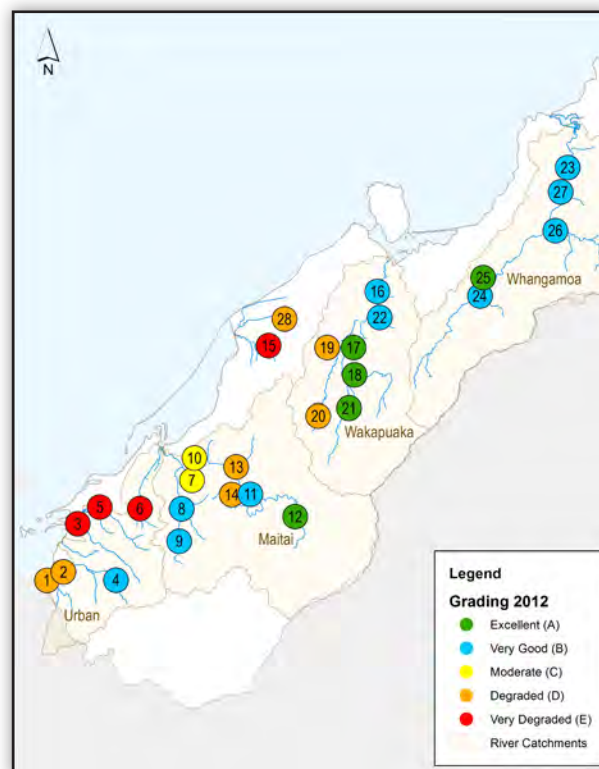 N
23
27
26
25
Whangamoa
24
16
22
28
15
19
17
18
21
20
Wakapuaka
10
7
13
14
11
12
8
9
Maitai
5
6
3
1
2
4
Urban
Legend
Grading 2012
Excellent (A)
Very Good (B)
Moderate (C)
Degraded (D)
Very Degraded (E)
River Catchments